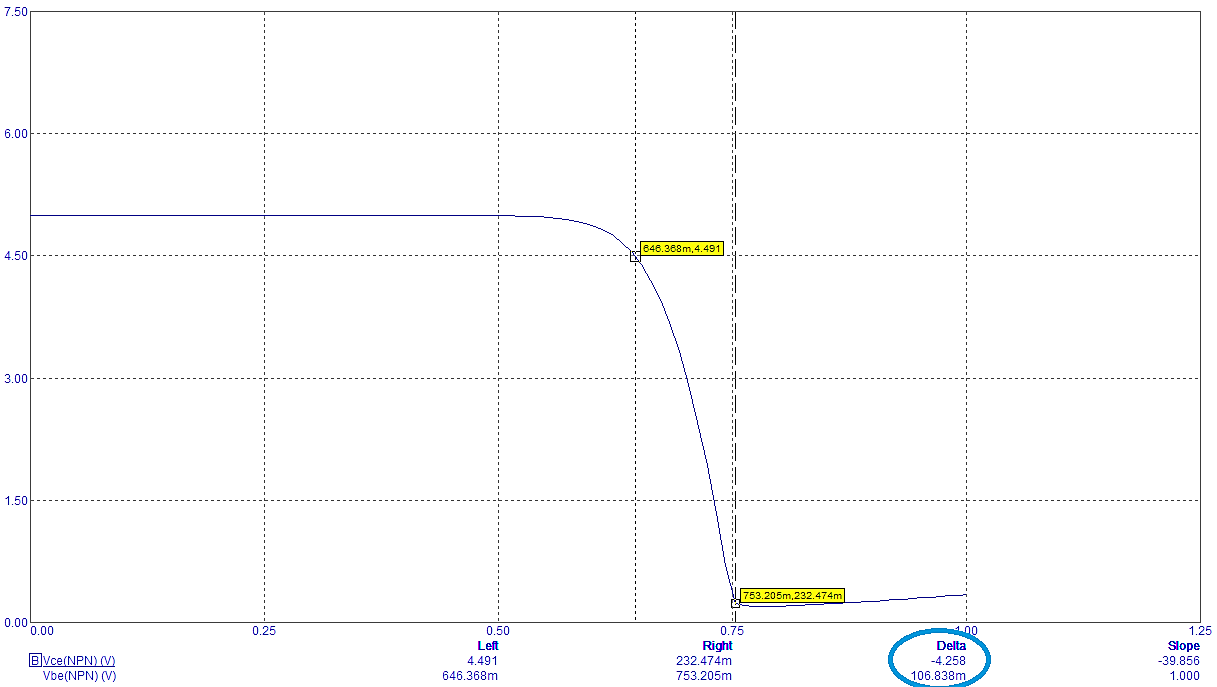 7.50
6.00
646.368m,4.491
4.50
3.00
1.50
753.205m,232.474m
0.00
0.00 0.25 0.50 0.75 1.00 1.25
Left Right Delta Slope
B Vce(NPN) (V) 4.491 232.474m -4.258 -39.856
Vbe(NPN) (V) 646.368m 753.205m 106.838m 1.000